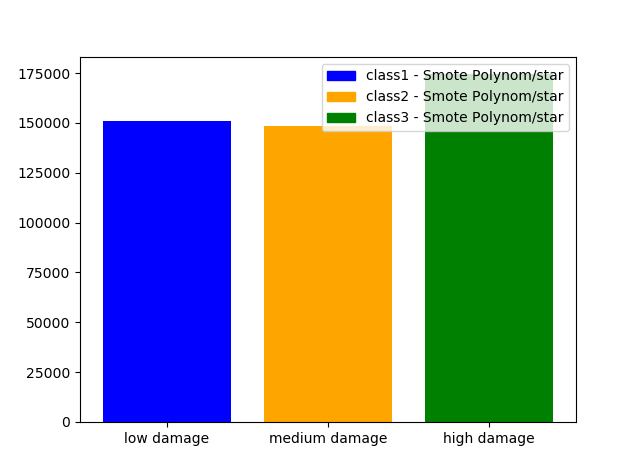 175000
150000
125000
100000
75000
50000
25000
0
class1 - Smote Polynom/star
class2 - Smote Polynom/star
class3 - Smote Polynom/star
low damage
medium damage
high damage